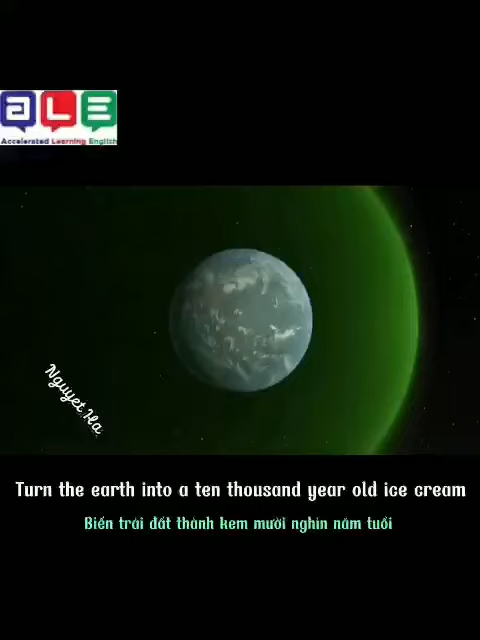 ALE
Accelerated Learning English
Nguyet Ha
Turn the earth into a ten thousand year old ice cream
Biến trái đất thành kem mười nghìn năm tuổi